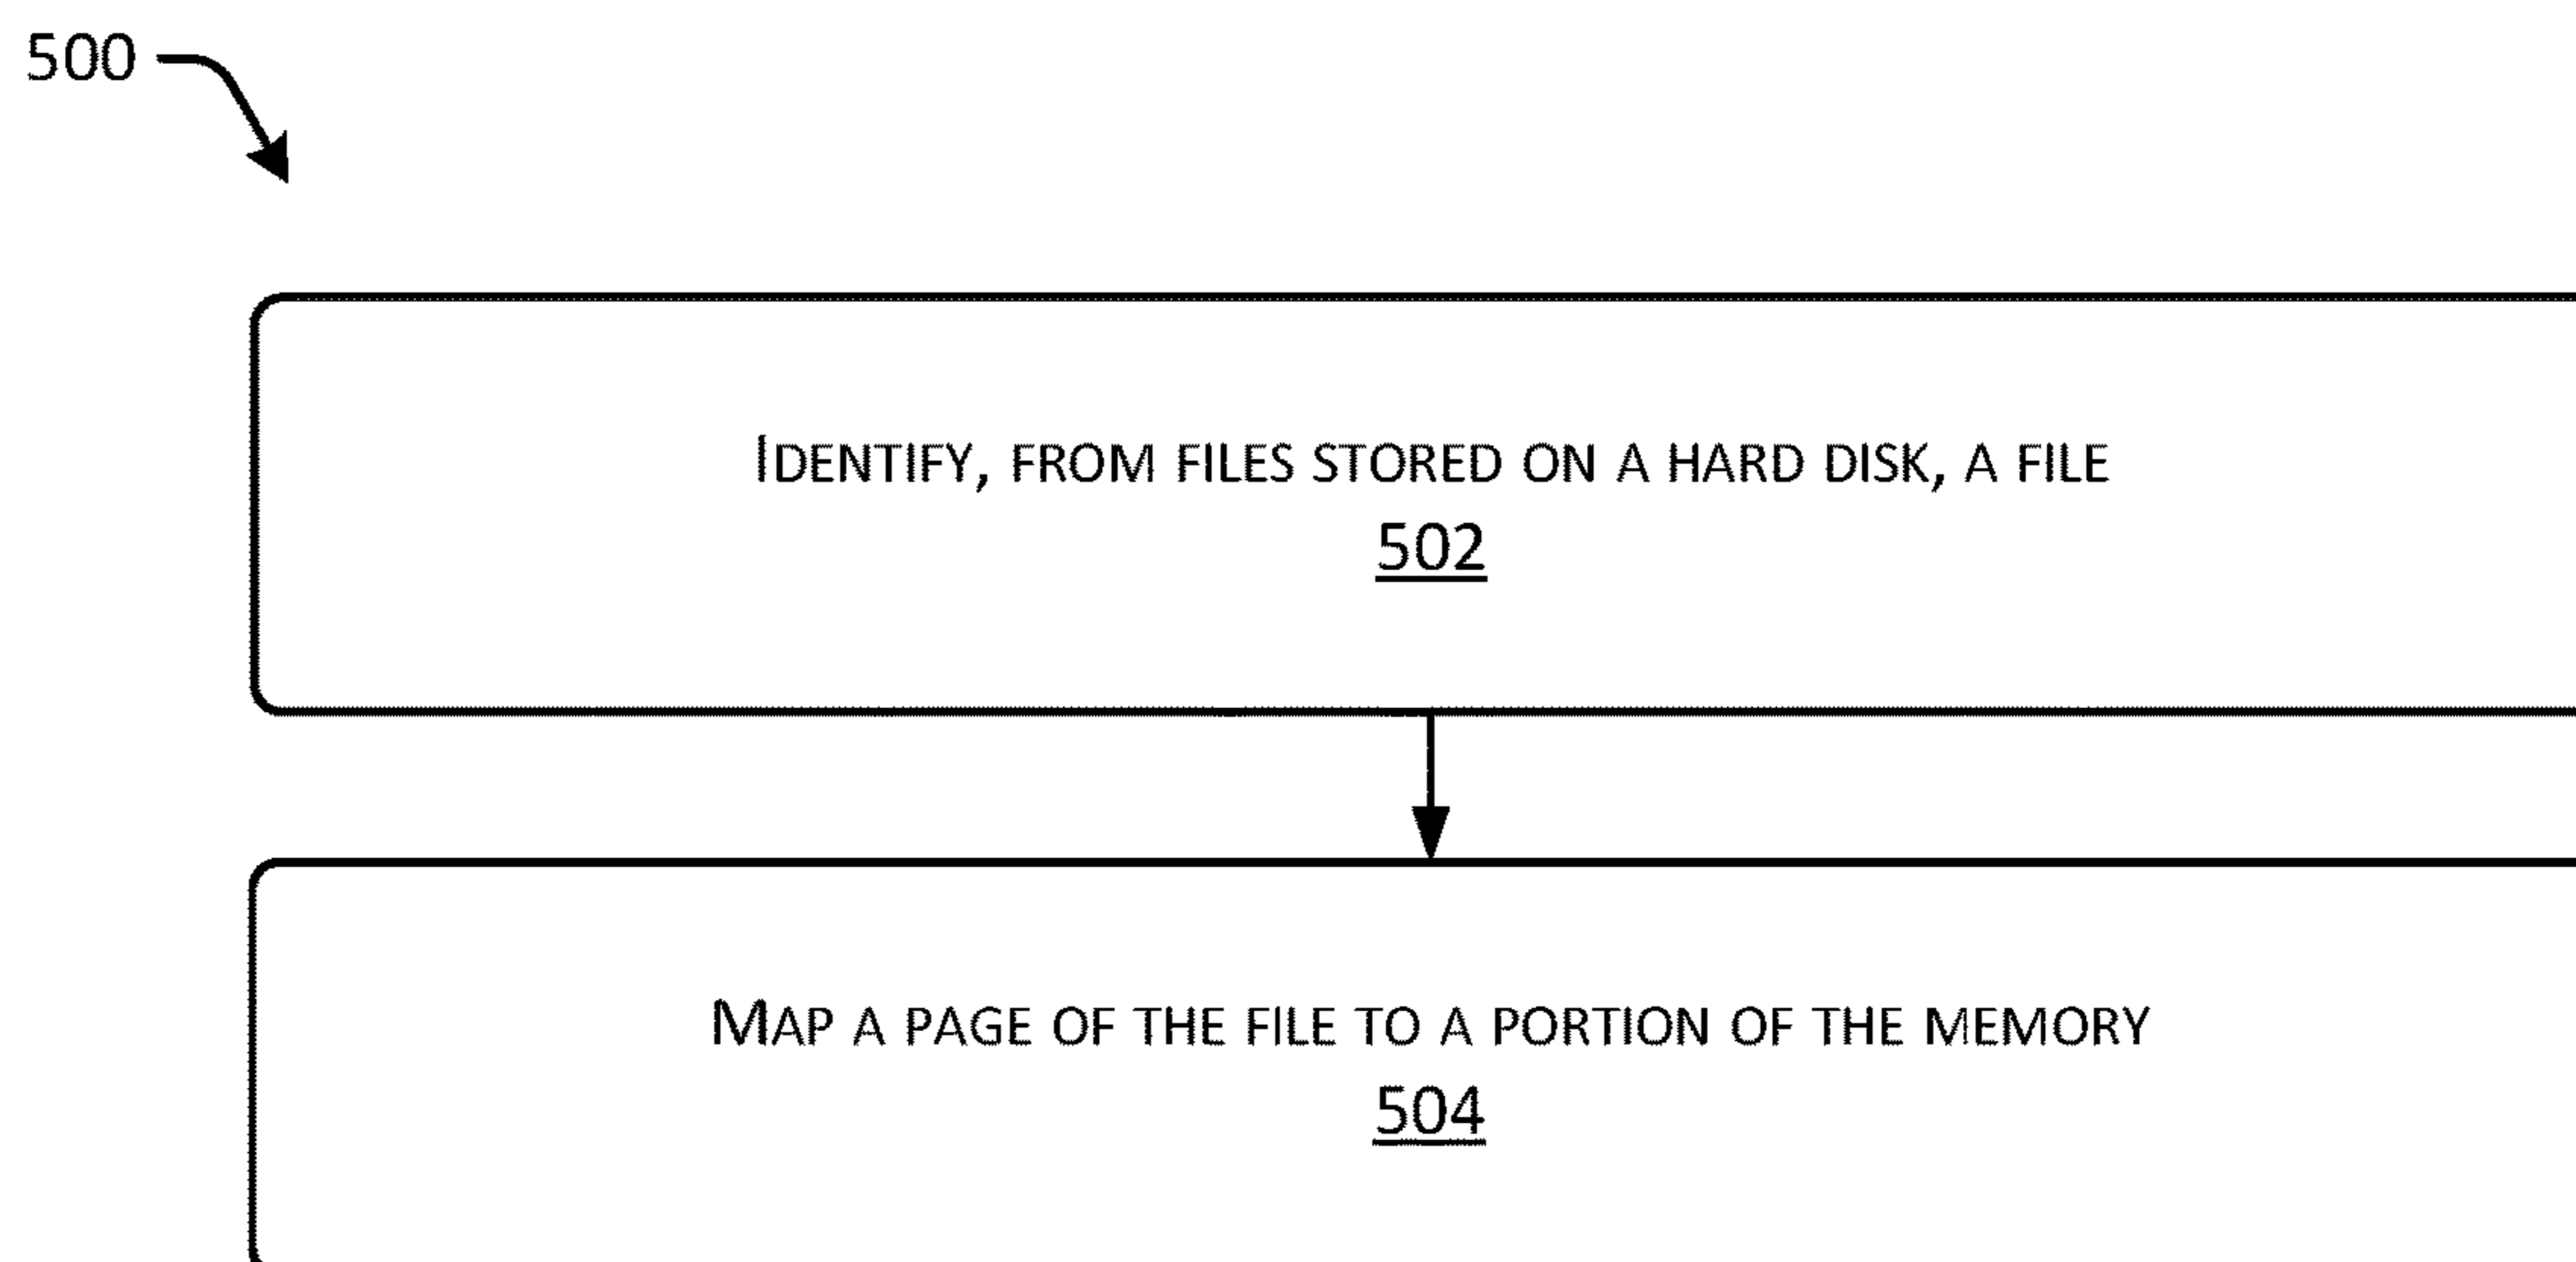 500
IDENTIFY, FROM FILES STORED ON A HARD DISK, A FILE
502
MAP A PAGE OF THE FILE TO A PORTION OF THE MEMORY
504